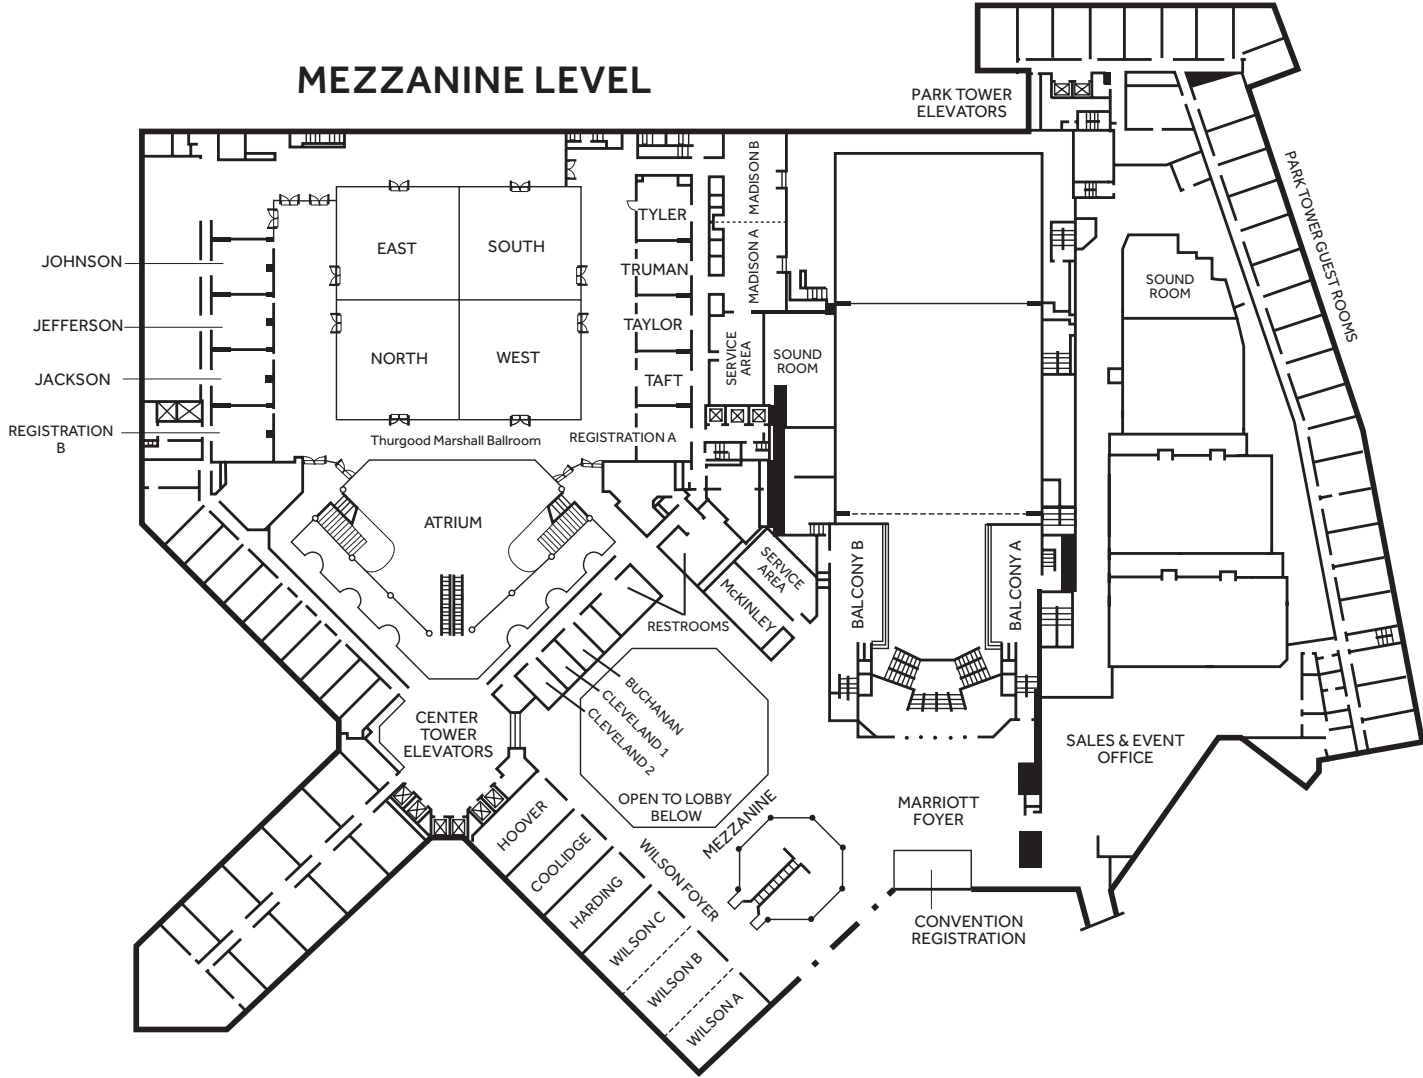 MEZZANINE LEVEL
PARK TOWER
ELEVATORS
PARK TOWER GUEST ROOMS
MADISON B
MADISON A
TYLER
TRUMAN
TAYLOR
TAFT
EAST
SOUTH
NORTH
WEST
JOHNSON
JEFFERSON
JACKSON
REGISTRATION
B
Thurgood Marshall Ballroom
REGISTRATION A
SERVICE
AREA
SOUND
ROOM
SOUND
ROOM
ATRIUM
SERVICE
AREA
McKINLEY
RESTROOMS
BALCONY B
BALCONY A
BUCHANAN
CLEVELAND 1
CLEVELAND 2
CENTER
TOWER
ELEVATORS
OPEN TO LOBBY
BELOW
MEZZANINE
SALES & EVENT
OFFICE
MARRIOTT
FOYER
HOOVER
COOLIDGE
HARDING
WILSON C
WILSON B
WILSON A
WILSON FOYER
CONVENTION
REGISTRATION